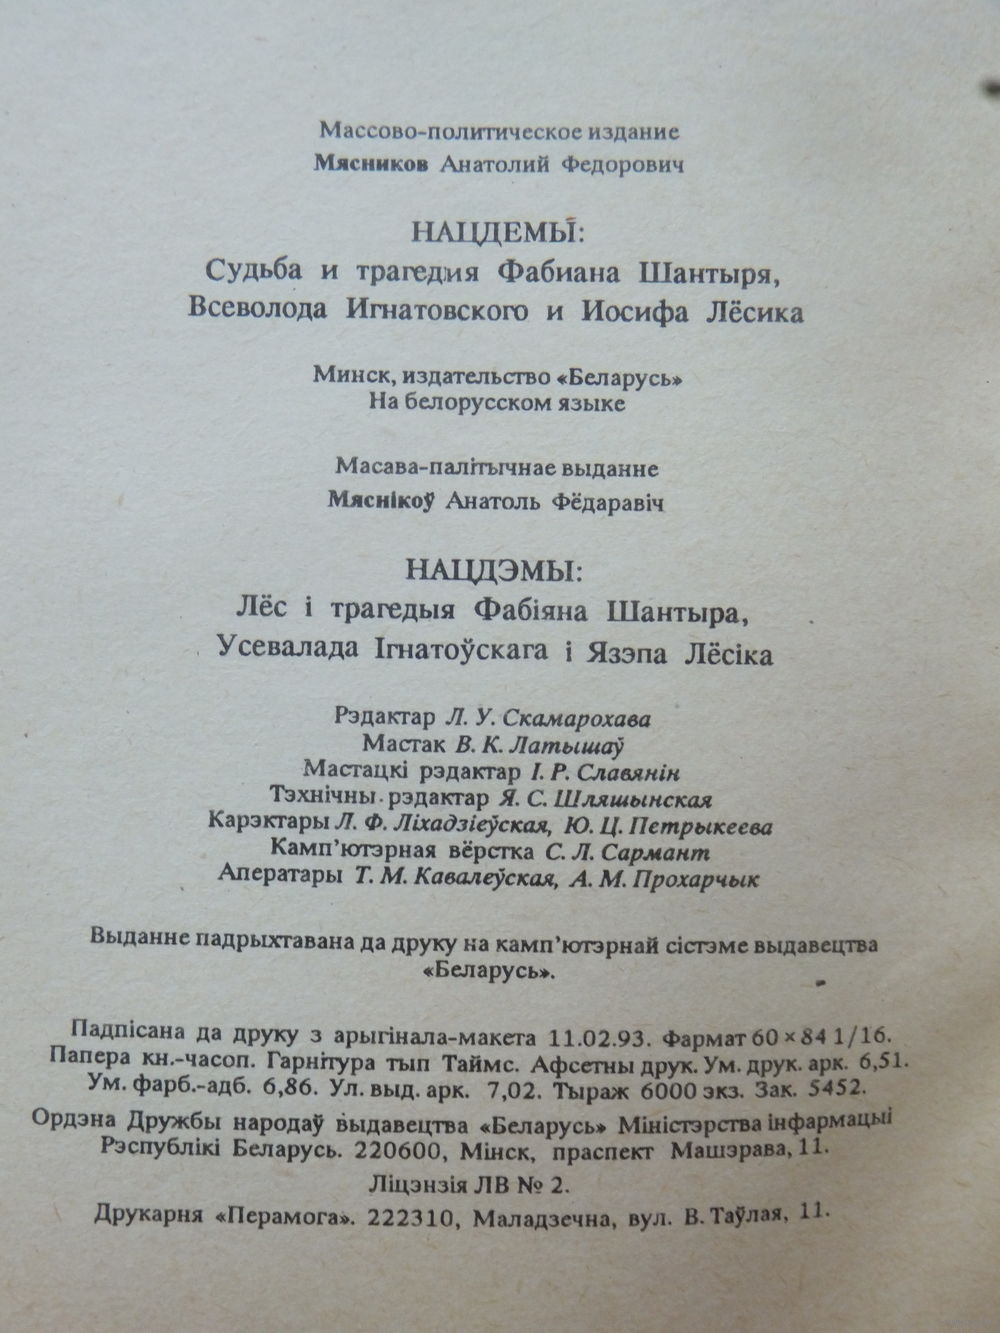 Массово-политическое издание
Мясников Анатолий Федорович
НАЦДЕМЫ:
Судьба и трагедия Фабиана Шантыря,
Всеволода Игнатовского и Иосифа Лёсика
Минск, издательство «Беларусь»
На белорусском языке
Масава-палітычнае выданне
Мяснікоў Анатоль Фёдаравіч
НАЦДЭМЫ:
Лёс і трагедыя Фабіяна Шантыра,
Усевалада Ігнатоўскага і Язэпа Лёсіка
Рэдактар Л. У. Скамарохава
Мастак В. К. Латышаў
Мастацкі рэдактар І. Р. Славянін
Тэхнічны рэдактар Я. С. Шляшынская
Карэктары Л. Ф. Ліхадзіеўская, Ю. Ц. Петрыкеева
Камп'ютэрная вёрстка С. Л. Сармант
Аператары Т. М. Кавалеўская, А. М. Прохарчык
Выданне падрыхтавана да друку на камп'ютэрнай сістэме выдавецтва
«Беларусь».
Падпісана да друку з арыгінала-макета 11.02.93. Фармат 60×84 1/16.
Папера кн.-часоп. Гарнітура тып Таймс. Афсетны друк. Ум. друк. арк. 6,51.
Ум. фарб.-адб. 6,86. Ул. выд. арк. 7,02. Тыраж 6000 экз. Зак. 5452.
Ордэна Дружбы народаў выдавецтва «Беларусь» Міністэрства інфармацыі
Рэспублікі Беларусь. 220600, Мінск, праспект Машэрава, 11.
Ліцэнзія ЛВ № 2.
Друкарня «Перамога». 222310, Маладзечна, вул. В. Таўлая, 11.